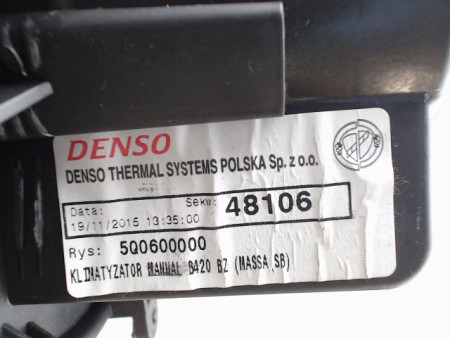 DENSO
DENSO THERMAL SYSTEMS POLSKA Sp. z o.o.
Data: Sekw: 48106
19/11/2015 13:35:00
Rys: 5Q0600000
KLIMATYZATOR MANUAL B420 BZ (MASSA SB)